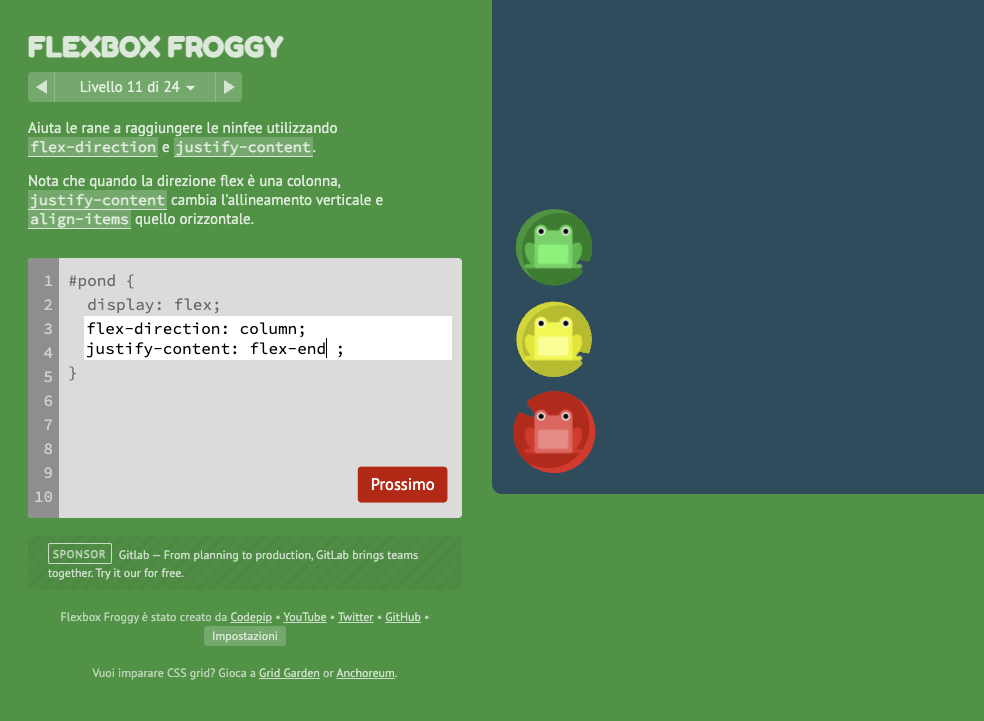 FLEXBOX FROGGY
Livello 11 di 24
Aiuta le rane a raggiungere le ninfee utilizzando
flex-direction e justify-content.
Nota che quando la direzione flex è una colonna,
justify-content cambia l'allineamento verticale e
align-items quello orizzontale.
1 #pond {
2 display: flex;
3 flex-direction: column;
4 justify-content: flex-end ;
5 }
6
7
8
9
10
Prossimo
SPONSOR Gitlab — From planning to production, GitLab brings teams
together. Try it our for free.
Flexbox Froggy è stato creato da Codepip • YouTube • Twitter • GitHub •
Impostazioni
Vuoi imparare CSS grid? Gioca a Grid Garden or Anchoreum.